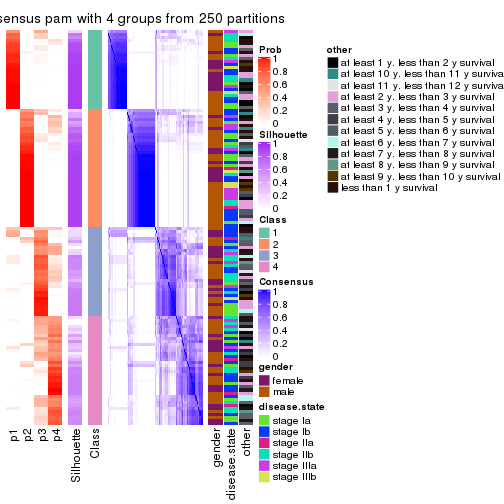 sensus pam with 4 groups from 250 partitions
Prob
1
0.8
0.6
0.4
0.2
0
Silhouette
1
0.8
0.6
0.4
0.2
0
Class
1
2
3
4
Consensus
1
0.8
0.6
0.4
0.2
0
gender
female
male
disease.state
stage Ia
stage Ib
stage IIa
stage IIb
stage IIIa
stage IIIb
other
at least 1 y. less than 2 y survival
at least 10 y. less than 11 y surviva
at least 11 y. less than 12 y surviva
at least 2 y. less than 3 y survival
at least 3 y. less than 4 y survival
at least 4 y. less than 5 y survival
at least 5 y. less than 6 y survival
at least 6 y. less than 7 y survival
at least 7 y. less than 8 y survival
at least 8 y. less than 9 y survival
at least 9 y. less than 10 y survival
less than 1 y survival
p1
p2
p3
p4
Silhouette
Class
gender
disease.state
other